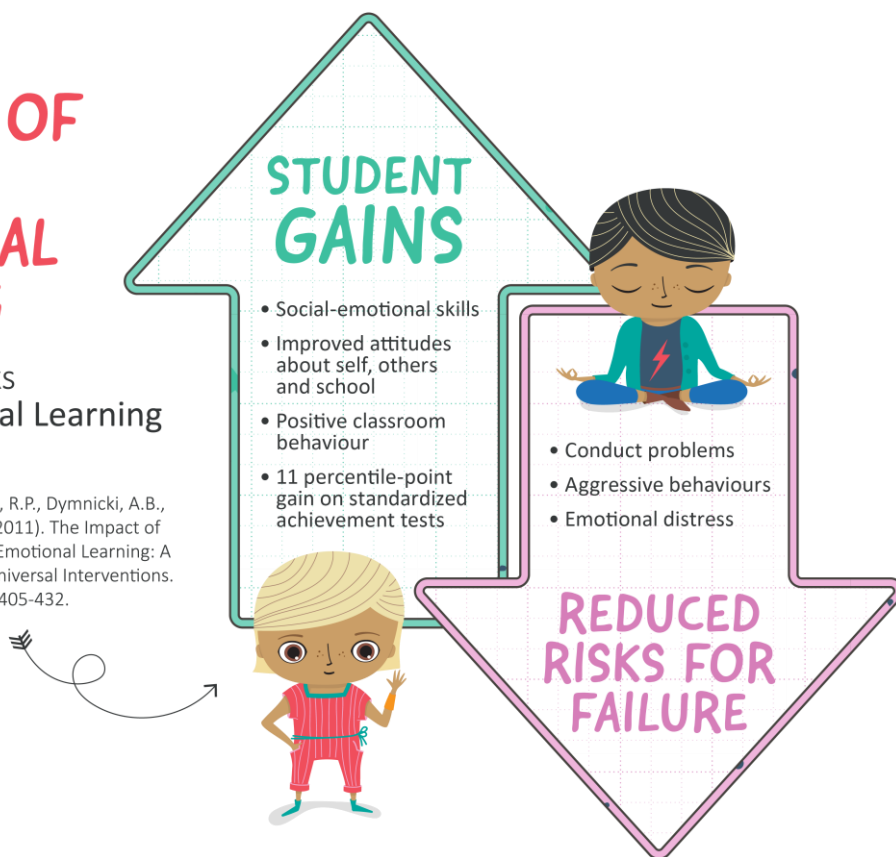 OF
AL
al Learning
, R.P., Dymnicki, A.B.,
2011). The Impact of
Emotional Learning: A
niversal Interventions.
405-432.
STUDENT
GAINS
• Social-emotional skills
• Improved attitudes
about self, others
and school
• Positive classroom
behaviour
• 11 percentile-point
gain on standardized
achievement tests
• Conduct problems
• Aggressive behaviours
• Emotional distress
REDUCED
RISKS FOR
FAILURE